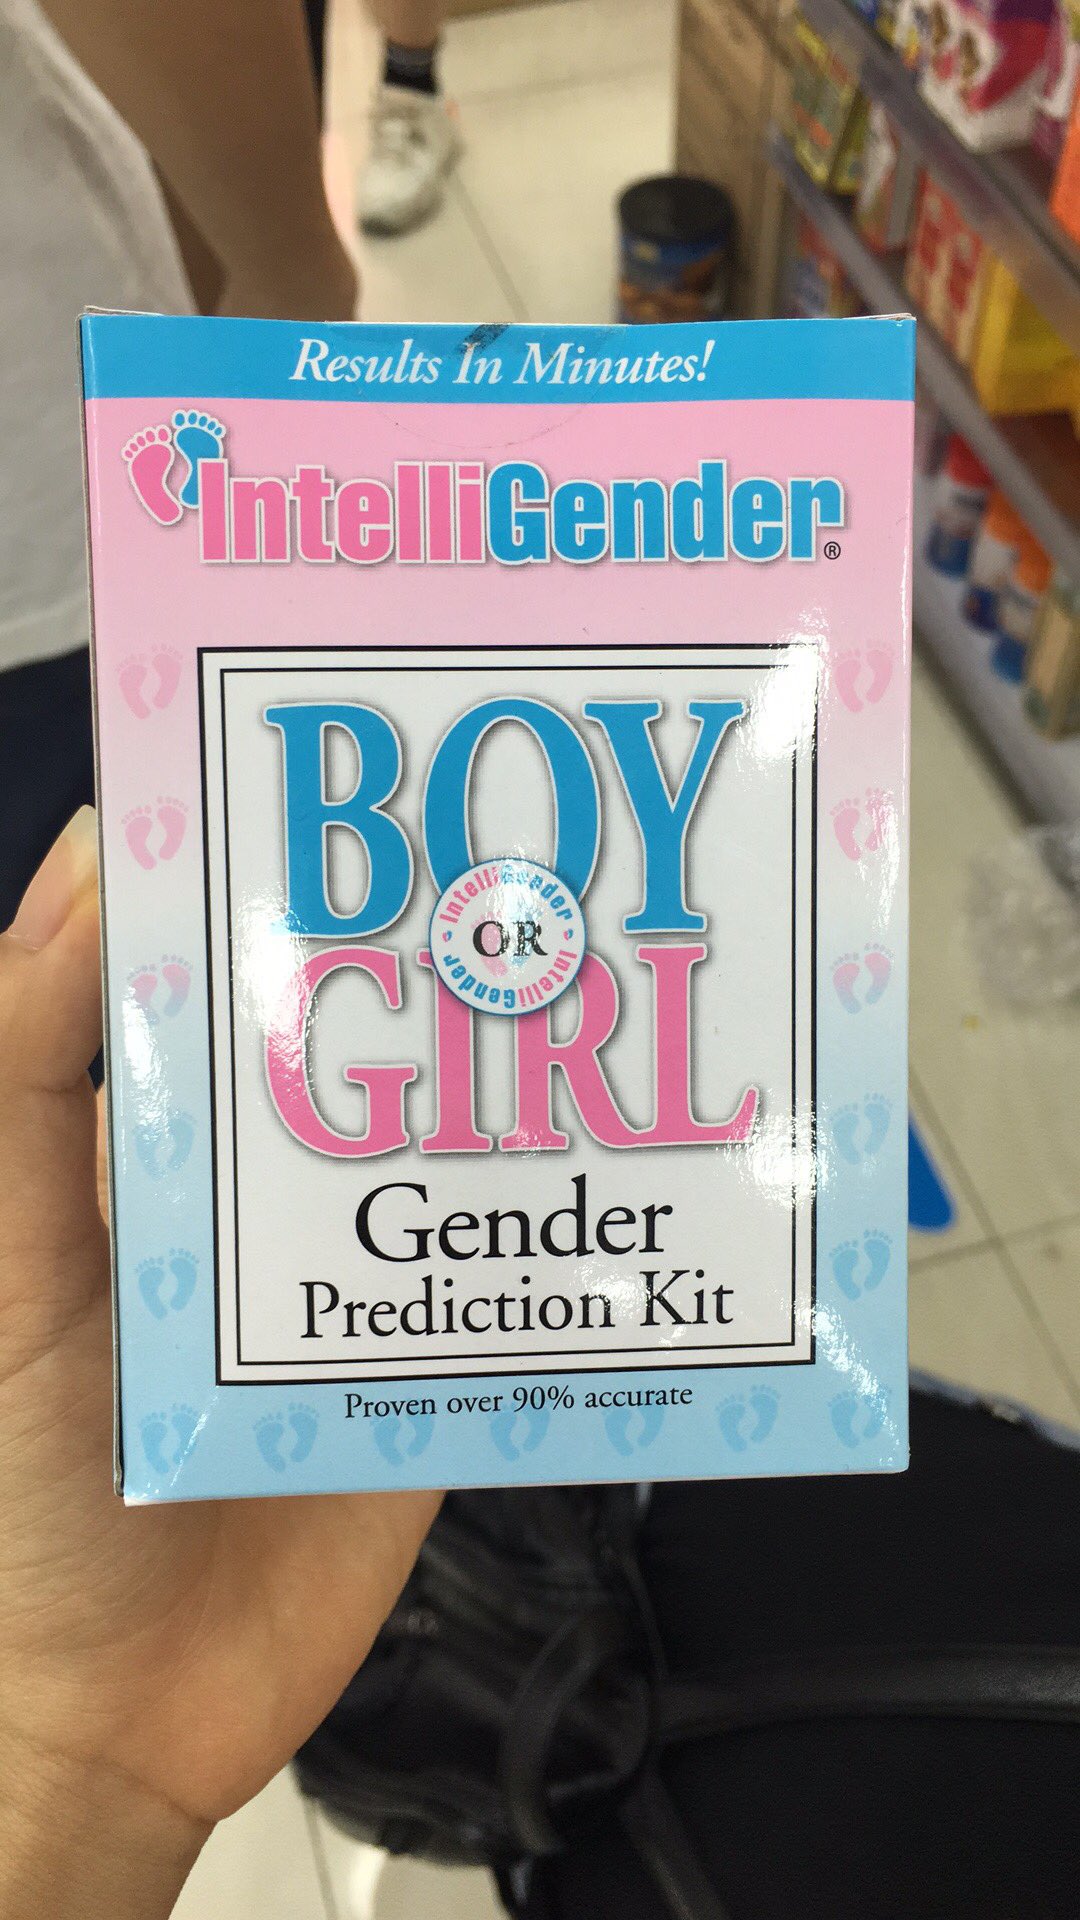 Results In Minutes!
IntelliGender®
BOY
IntelliGender • IntelliGender •
OR
GIRL
Gender
Prediction Kit
Proven over 90% accurate